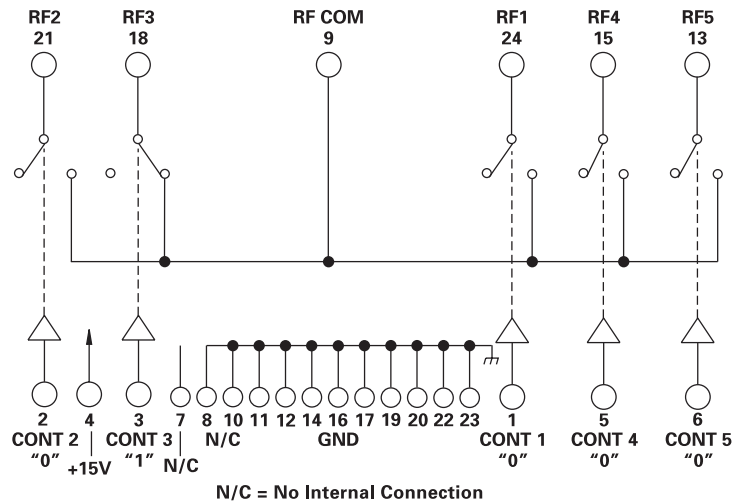 RF2 RF3 RF COM RF1 RF4 RF5
21 18 9 24 15 13
2 4 3 7 8 10 11 12 14 16 17 19 20 22 23 1 5 6
CONT 2 CONT 3 N/C GND CONT 1 CONT 4 CONT 5
"0" +15V "1" N/C "0" "0" "0"
N/C = No Internal Connection